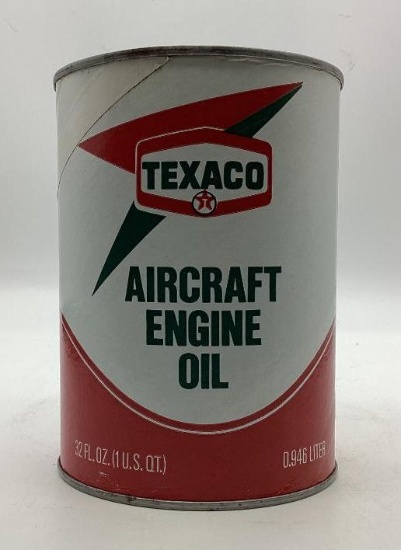 TEXACO
T
AIRCRAFT
ENGINE
OIL
32 FL. OZ. (1 U.S. QT.) 0.946 LITER